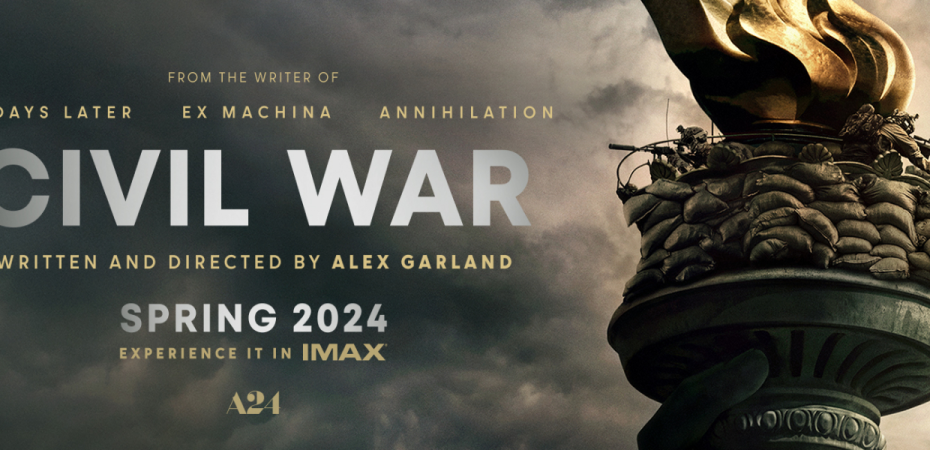 FROM THE WRITER OF
DAYS LATER EX MACHINA ANNIHILATION
CIVIL WAR
WRITTEN AND DIRECTED BY ALEX GARLAND
SPRING 2024
EXPERIENCE IT IN IMAX
A24